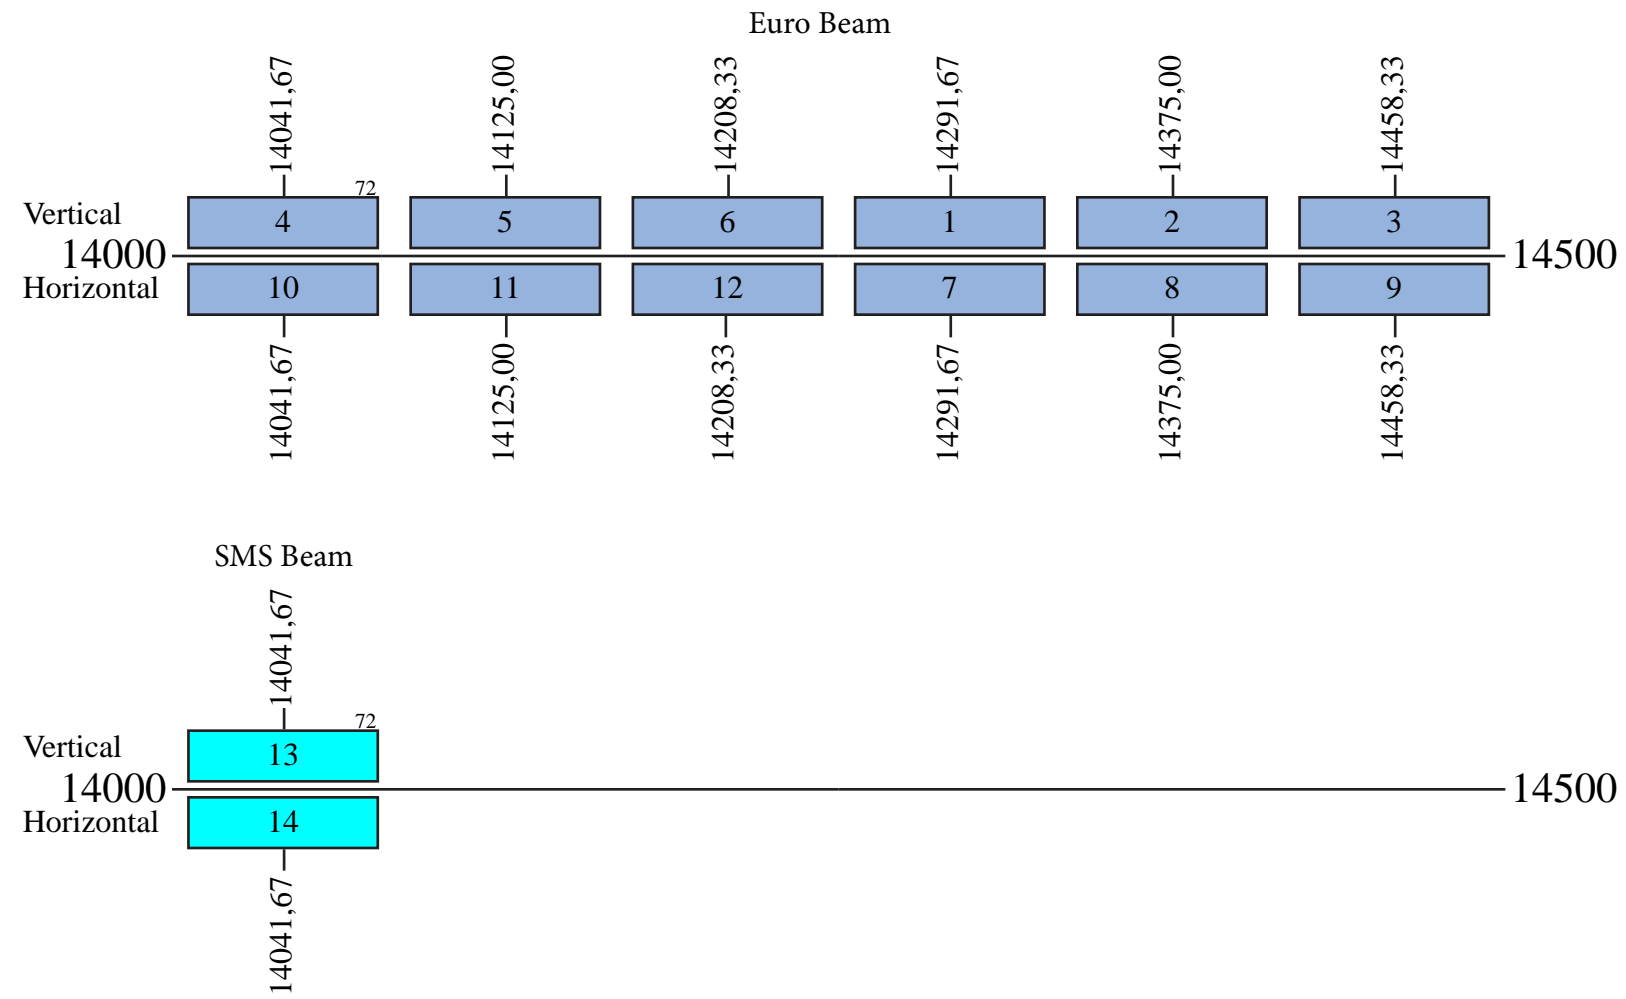 Euro Beam
14041,67 14125,00 14208,33 14291,67 14375,00 14458,33
72
Vertical 4 5 6 1 2 3
14000 14500
Horizontal 10 11 12 7 8 9
14041,67 14125,00 14208,33 14291,67 14375,00 14458,33
SMS Beam
14041,67
72
Vertical 13
14000 14500
Horizontal 14
14041,67